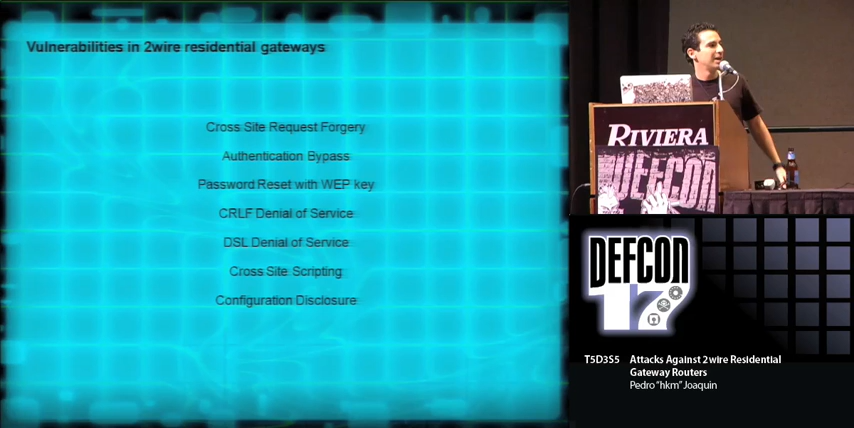 Vulnerabilities in 2wire residential gateways
Cross Site Request Forgery
Authentication Bypass
Password Reset with WEP key
CRLF Denial of Service
DSL Denial of Service
Cross Site Scripting
Configuration Disclosure
RIVIERA
DEFCON
DEFCON
17
T5D3S5 Attacks Against 2wire Residential
Gateway Routers
Pedro "hkm" Joaquin